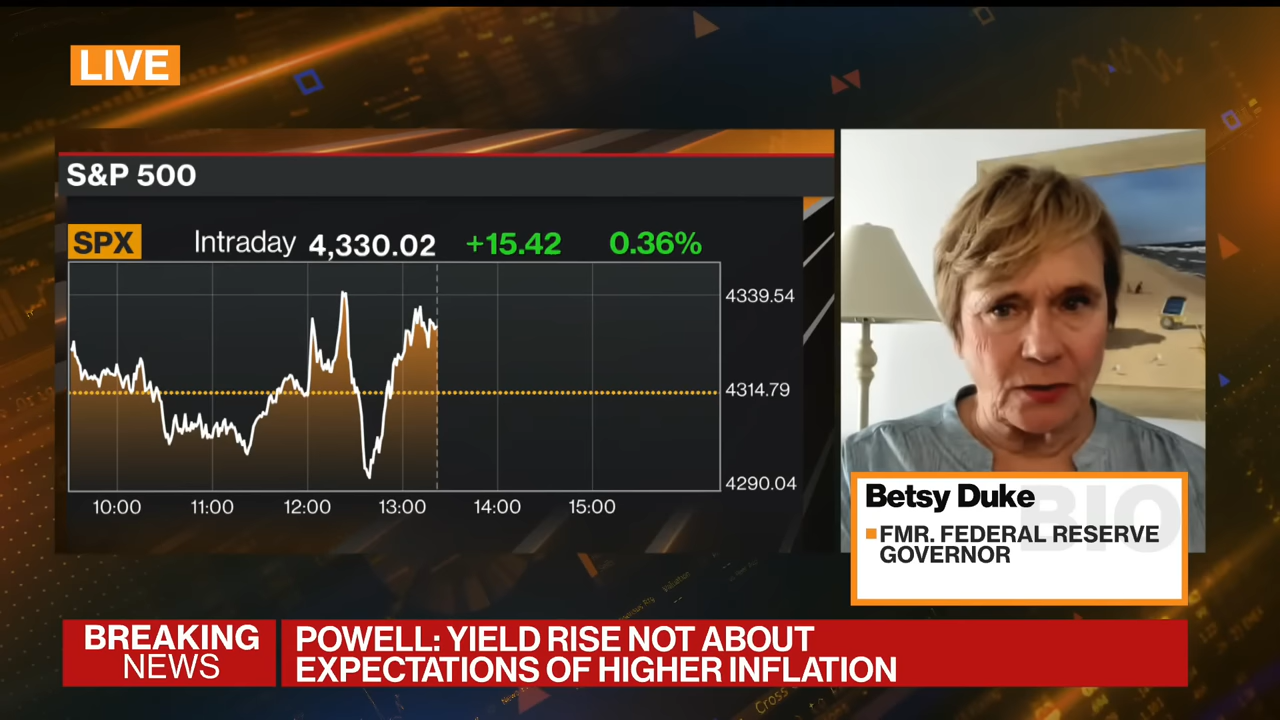 LIVE
S&P 500
SPX Intraday 4,330.02 +15.42 0.36%
4339.54
4314.79
4290.04
10:00 11:00 12:00 13:00 14:00 15:00
BIO
Betsy Duke
FMR. FEDERAL RESERVE
GOVERNOR
BREAKING
NEWS
POWELL: YIELD RISE NOT ABOUT
EXPECTATIONS OF HIGHER INFLATION